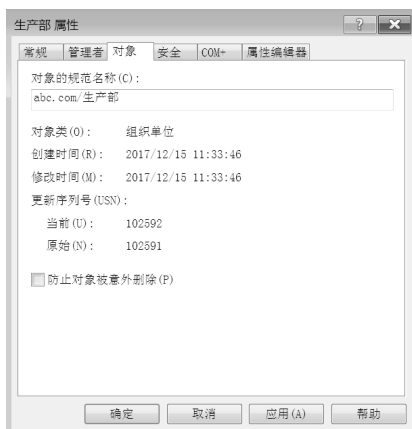 生产部 属性
?
常规 管理者 对象 安全 COM+ 属性编辑器
对象的规范名称(C):
abc.com/生产部
对象类(O): 组织单位
创建时间(R): 2017/12/15 11:33:46
修改时间(M): 2017/12/15 11:33:46
更新序列号(USN):
当前(U): 102592
原始(N): 102591
防止对象被意外删除(P)
确定 取消 应用(A) 帮助